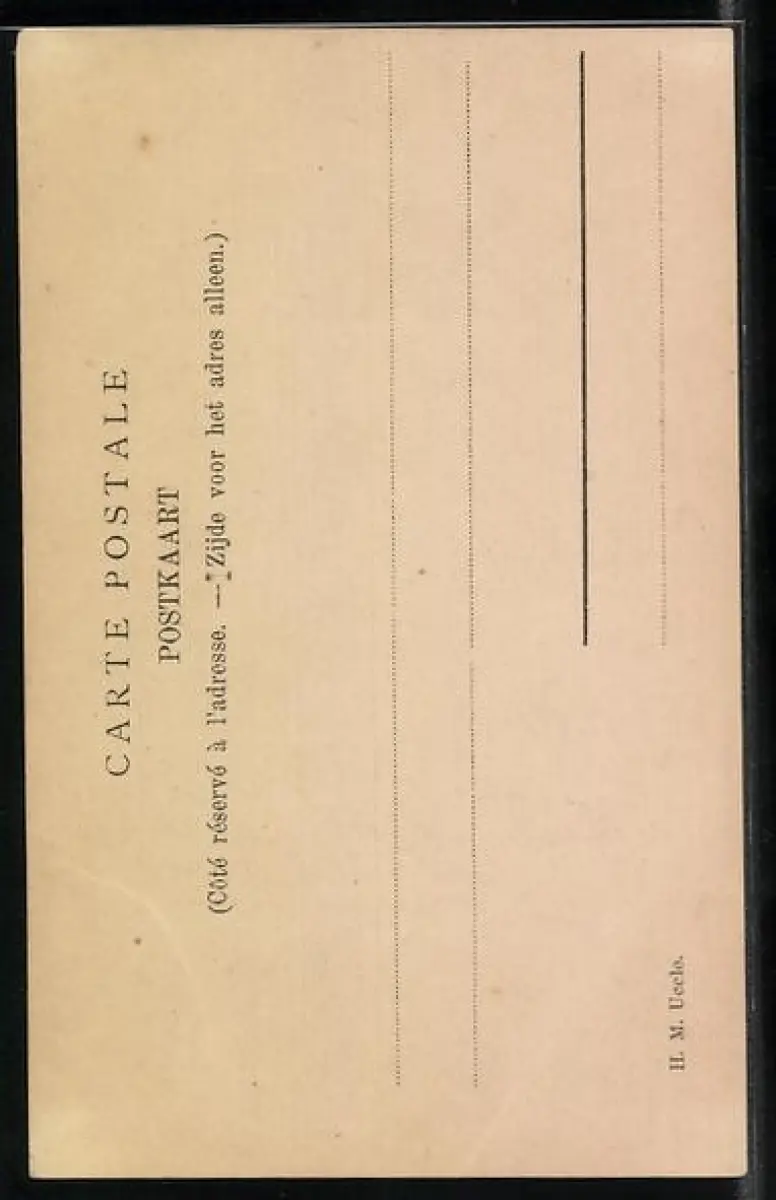 CARTE POSTALE
POSTKAART
(Côté réservé à l'adresse. — Zijde voor het adres alleen.)
H. M. Uccle.